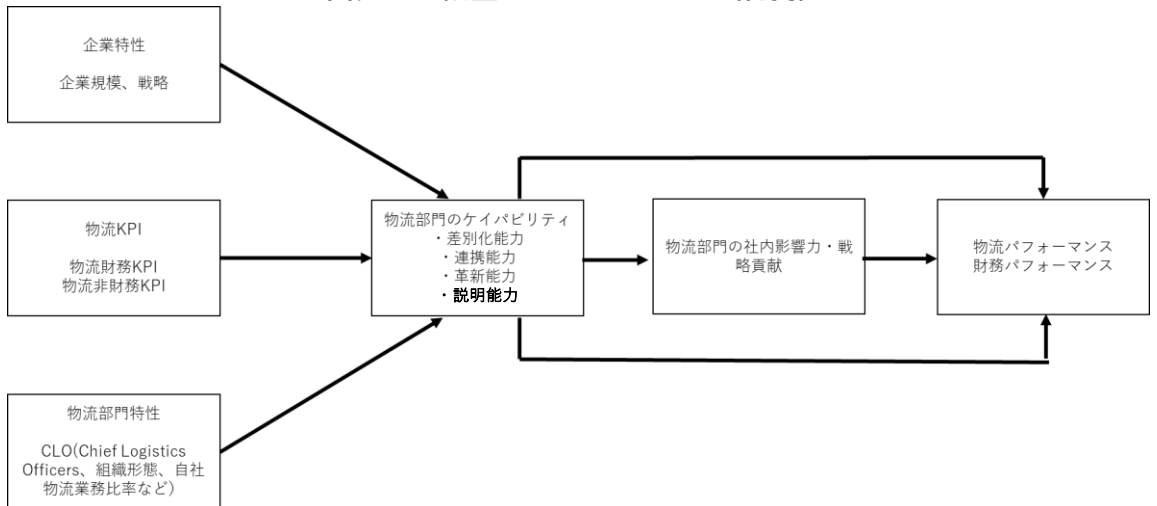 企業特性
企業規模、戦略
物流KPI
物流財務KPI
物流非財務KPI
物流部門特性
CLO(Chief Logistics
Officers、組織形態、自社
物流業務比率など)
物流部門のケイパビリティ
・差別化能力
・連携能力
・革新能力
・説明能力
物流部門の社内影響力・戦
略貢献
物流パフォーマンス
財務パフォーマンス